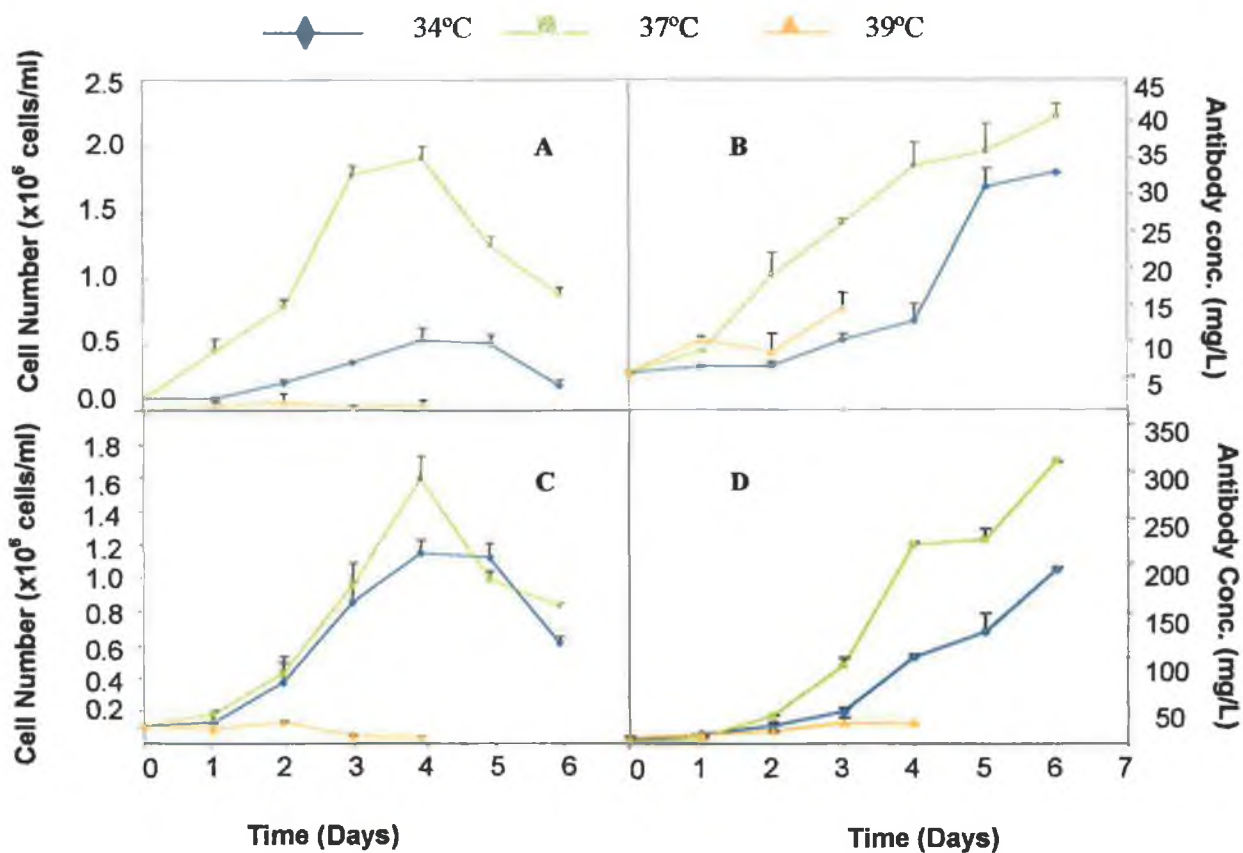 34ºC 37ºC 39ºC
Cell Number (x10⁶ cells/ml)
2.5
2.0
1.5
1.0
0.5
0.0
A
B
45
40
35
30
25
20
15
10
5
Antibody conc. (mg/L)
Cell Number (x10⁶ cells/ml)
1.8
1.6
1.4
1.2
1.0
0.8
0.6
0.4
0.2
C
D
350
300
250
200
150
100
50
Antibody Conc. (mg/L)
0 1 2 3 4 5 6
0 1 2 3 4 5 6 7
Time (Days)
Time (Days)